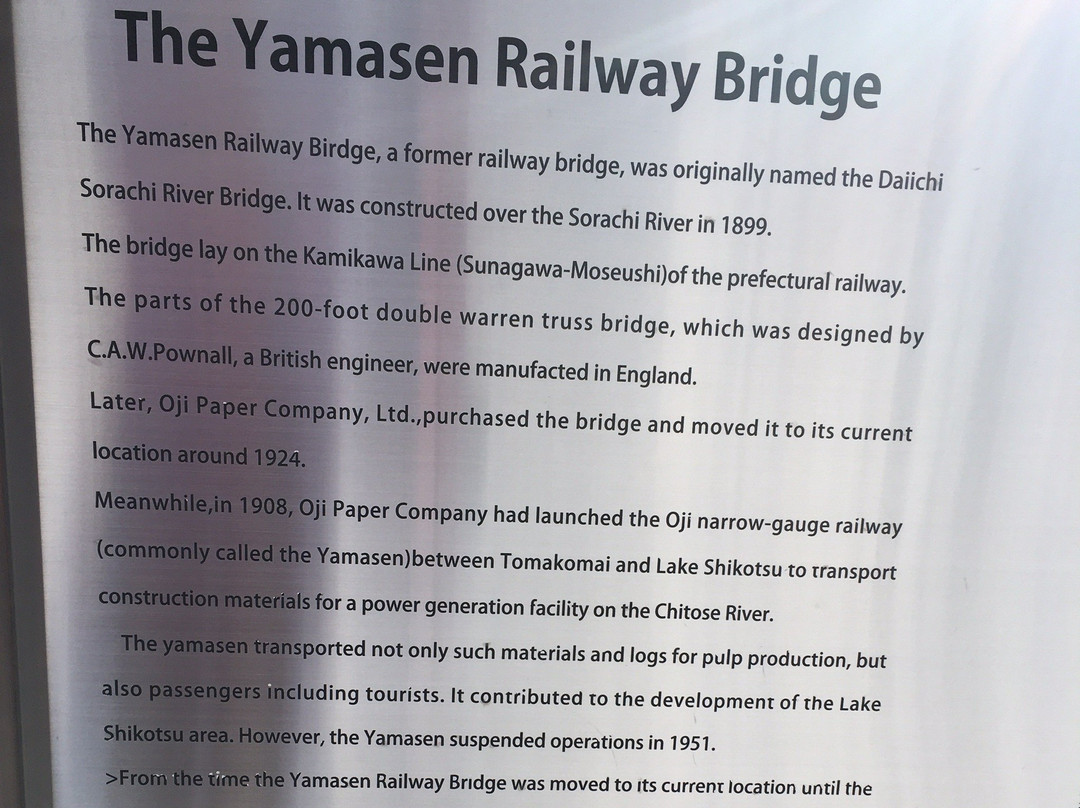 The Yamasen Railway Bridge
The Yamasen Railway Birdge, a former railway bridge, was originally named the Daiichi
Sorachi River Bridge. It was constructed over the Sorachi River in 1899.
The bridge lay on the Kamikawa Line (Sunagawa-Moseushi)of the prefectural railway.
The parts of the 200-foot double warren truss bridge, which was designed by
C.A.W.Pownall, a British engineer, were manufacted in England.
Later, Oji Paper Company, Ltd.,purchased the bridge and moved it to its current
location around 1924.
Meanwhile,in 1908, Oji Paper Company had launched the Oji narrow-gauge railway
(commonly called the Yamasen)between Tomakomai and Lake Shikotsu to transport
construction materials for a power generation facility on the Chitose River.
The yamasen transported not only such materials and logs for pulp production, but
also passengers including tourists. It contributed to the development of the Lake
Shikotsu area. However, the Yamasen suspended operations in 1951.
>From the time the Yamasen Railway Bridge was moved to its current location until the